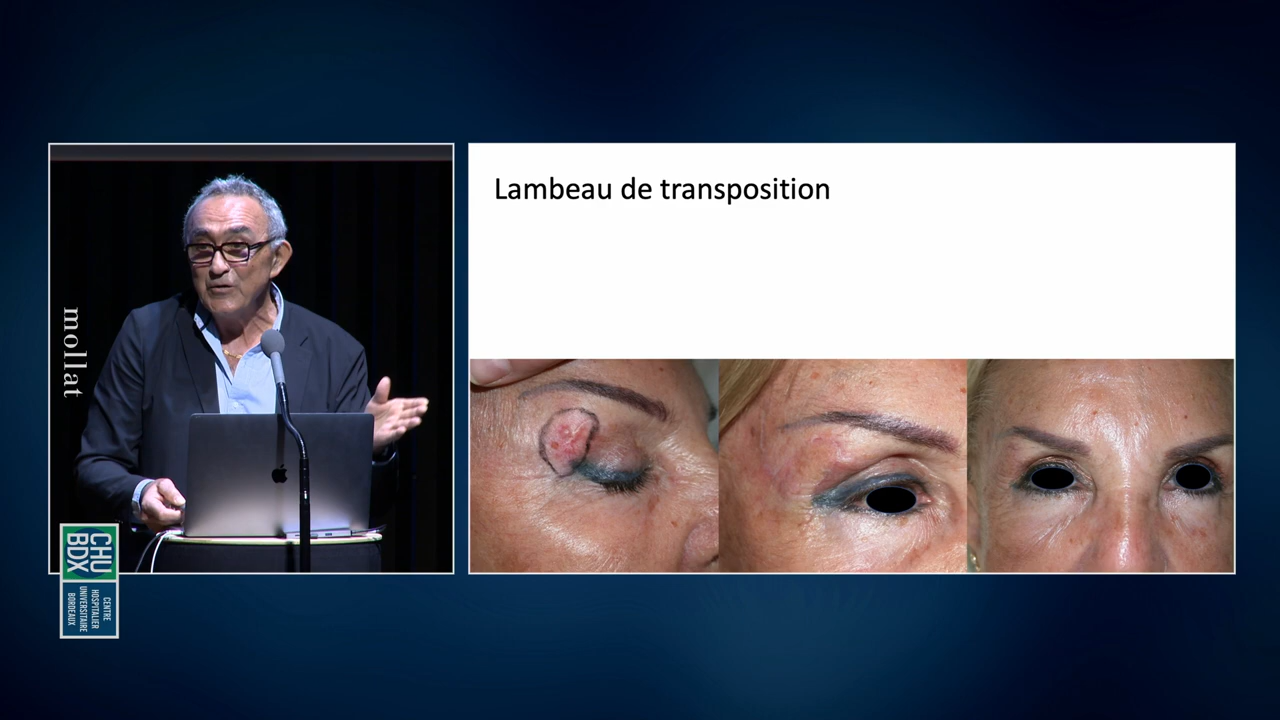 Lambeau de transposition
mollat
CHU
BDX
CENTRE
HOSPITALIER
UNIVERSITAIRE
BORDEAUX